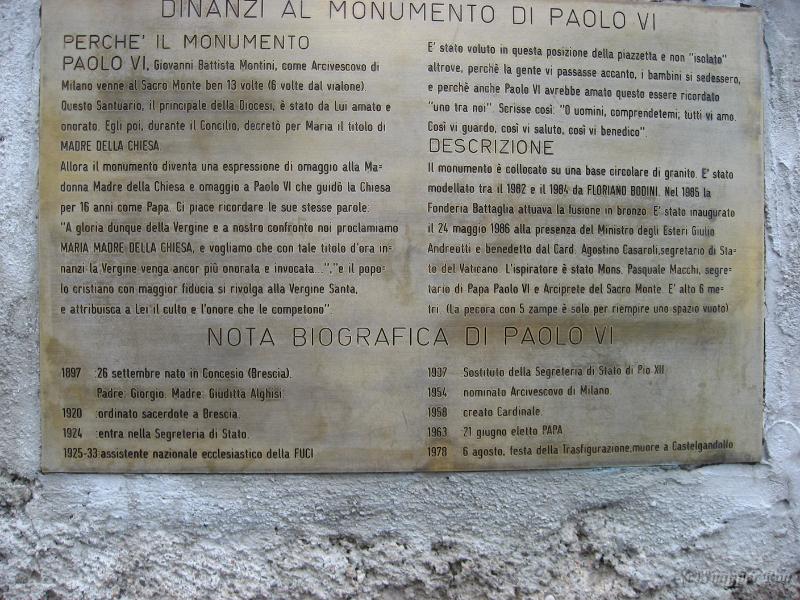 DINANZI AL MONUMENTO DI PAOLO VI
PERCHE' IL MONUMENTO
PAOLO VI, Giovanni Battista Montini, come Arcivescovo di
Milano venne al Sacro Monte ben 13 volte (6 volte dal vialone).
Questo Santuario, il principale della Diocesi, è stato da Lui amato e
onorato. Egli poi, durante il Concilio, decretò per Maria il titolo di
MADRE DELLA CHIESA.
Allora il monumento diventa una espressione di omaggio alla Ma=
donna Madre della Chiesa e omaggio a Paolo VI che guidò la Chiesa
per 16 anni come Papa. Ci piace ricordare le sue stesse parole:
"A gloria dunque della Vergine e a nostro confronto noi proclamiamo
MARIA MADRE DELLA CHIESA, e vogliamo che con tale titolo d'ora in=
nanzi la Vergine venga ancor più onorata e invocata...","e il popo=
lo cristiano con maggior fiducia si rivolga alla Vergine Santa,
e attribuisca a Lei il culto e l'onore che le competono".
E' stato voluto in questa posizione della piazzetta e non "isolato"
altrove, perchè la gente vi passasse accanto, i bambini si sedessero,
e perchè anche Paolo VI avrebbe amato questo essere ricordato
"uno tra noi". Scrisse così: "O uomini, comprendetemi; tutti vi amo.
Così vi guardo, così vi saluto, così vi benedico".
DESCRIZIONE
Il monumento è collocato su una base circolare di granito. E' stato
modellato tra il 1982 e il 1984 da FLORIANO BODINI. Nel 1985 la
Fonderia Battaglia attuava la fusione in bronzo. E' stato inaugurato
il 24 maggio 1986 alla presenza del Ministro degli Esteri Giulio
Andreotti e benedetto dal Card. Agostino Casaroli,segretario di Sta=
to del Vaticano. L'ispiratore è stato Mons. Pasquale Macchi, segre=
tario di Papa Paolo VI e Arciprete del Sacro Monte. E' alto 6 me=
tri. (La pecora con 5 zampe è solo per riempire uno spazio vuoto)
NOTA BIOGRAFICA DI PAOLO VI
1897 :26 settembre nato in Concesio (Brescia).
Padre: Giorgio. Madre: Giuditta Alghisi.
1920 :ordinato sacerdote a Brescia.
1924 :entra nella Segreteria di Stato.
1925-33:assistente nazionale ecclesiastico della FUCI
1937 Sostituto della Segreteria di Stato di Pio XII
1954 nominato Arcivescovo di Milano.
1958 creato Cardinale.
1963 21 giugno eletto PAPA
1978 6 agosto, festa della Trasfigurazione,muore a Castelgandolfo